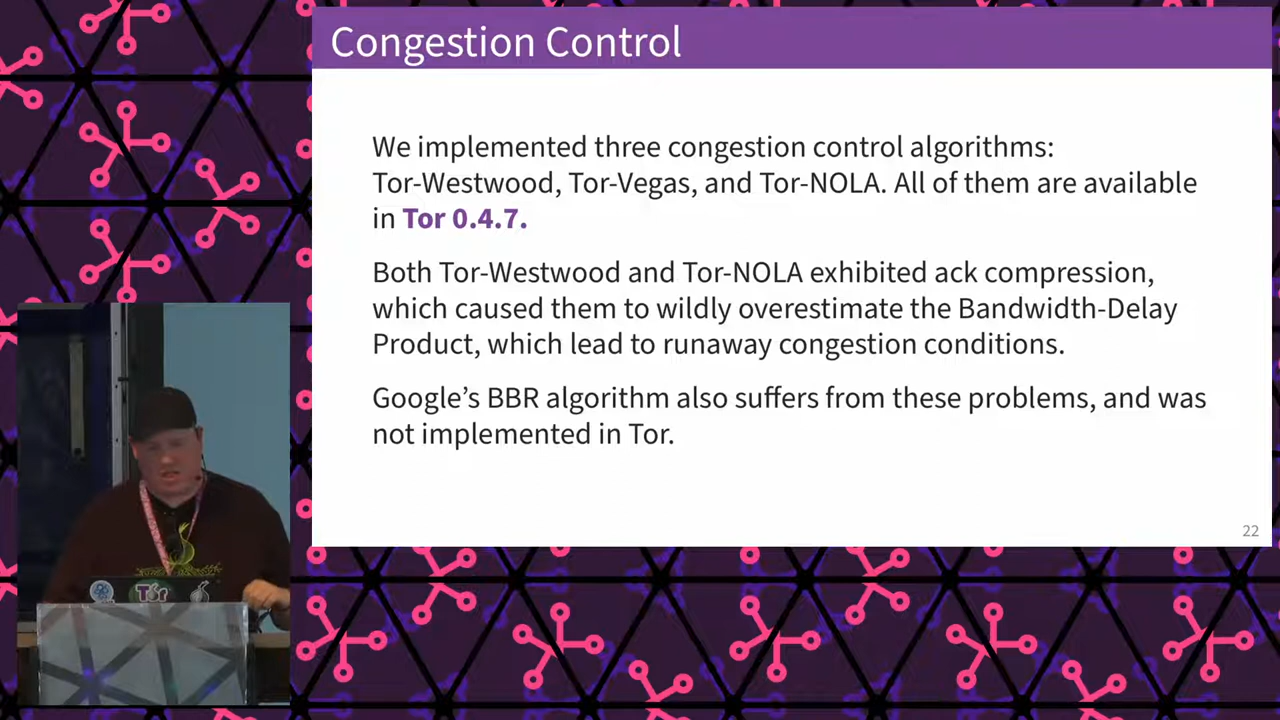 Congestion Control
We implemented three congestion control algorithms:
Tor-Westwood, Tor-Vegas, and Tor-NOLA. All of them are available
in Tor 0.4.7.
Both Tor-Westwood and Tor-NOLA exhibited ack compression,
which caused them to wildly overestimate the Bandwidth-Delay
Product, which lead to runaway congestion conditions.
Google's BBR algorithm also suffers from these problems, and was
not implemented in Tor.
22
Tor